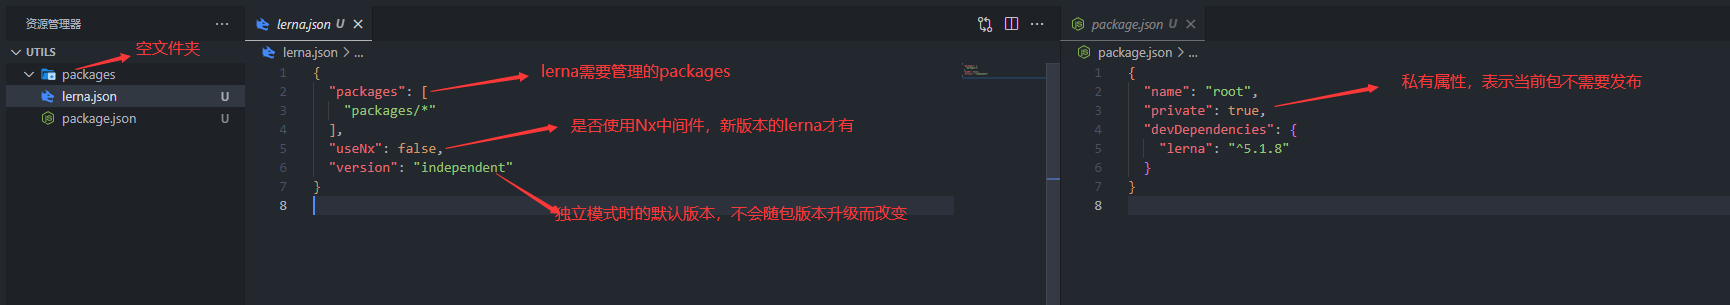 资源管理器 ···
UTILS
空文件夹
packages
lerna.json U
package.json U
lerna.json U ×
···
lerna.json > ...
1 {
2 "packages": [
3 "packages/*"
4 ],
5 "useNx": false,
6 "version": "independent"
7 }
8
lerna需要管理的packages
是否使用Nx中间件，新版本的lerna才有
独立模式时的默认版本，不会随包版本升级而改变
package.json U ×
package.json > ...
1 {
2 "name": "root",
3 "private": true,
4 "devDependencies": {
5 "lerna": "^5.1.8"
6 }
7 }
8
私有属性，表示当前包不需要发布